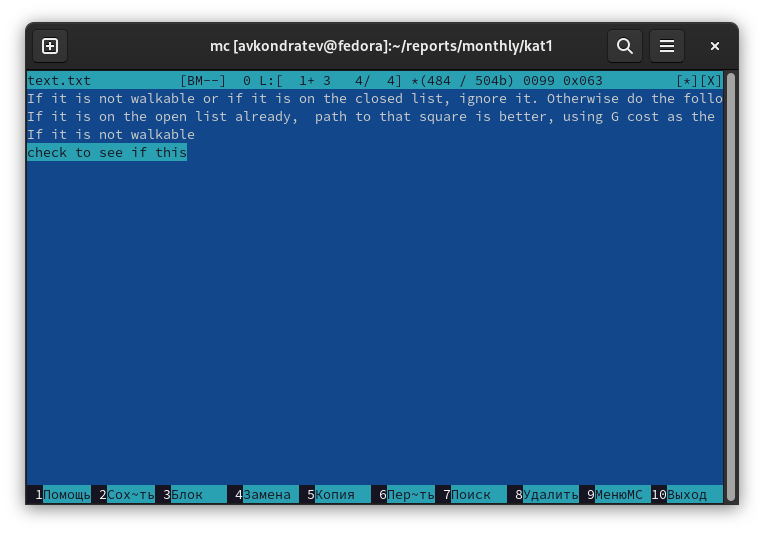 mc [avkondratev@fedora]:~/reports/monthly/kat1
text.txt           [BM--]  0 L:[  1+ 3   4/  4] *(484 / 504b) 0099 0x063         [*][X]
If it is not walkable or if it is on the closed list, ignore it. Otherwise do the follo
If it is on the open list already,  path to that square is better, using G cost as the
If it is not walkable
check to see if this
1Помощь 2Сох~ть 3Блок 4Замена 5Копия 6Пер~ть 7Поиск 8Удалить 9МенюМС 10Выход